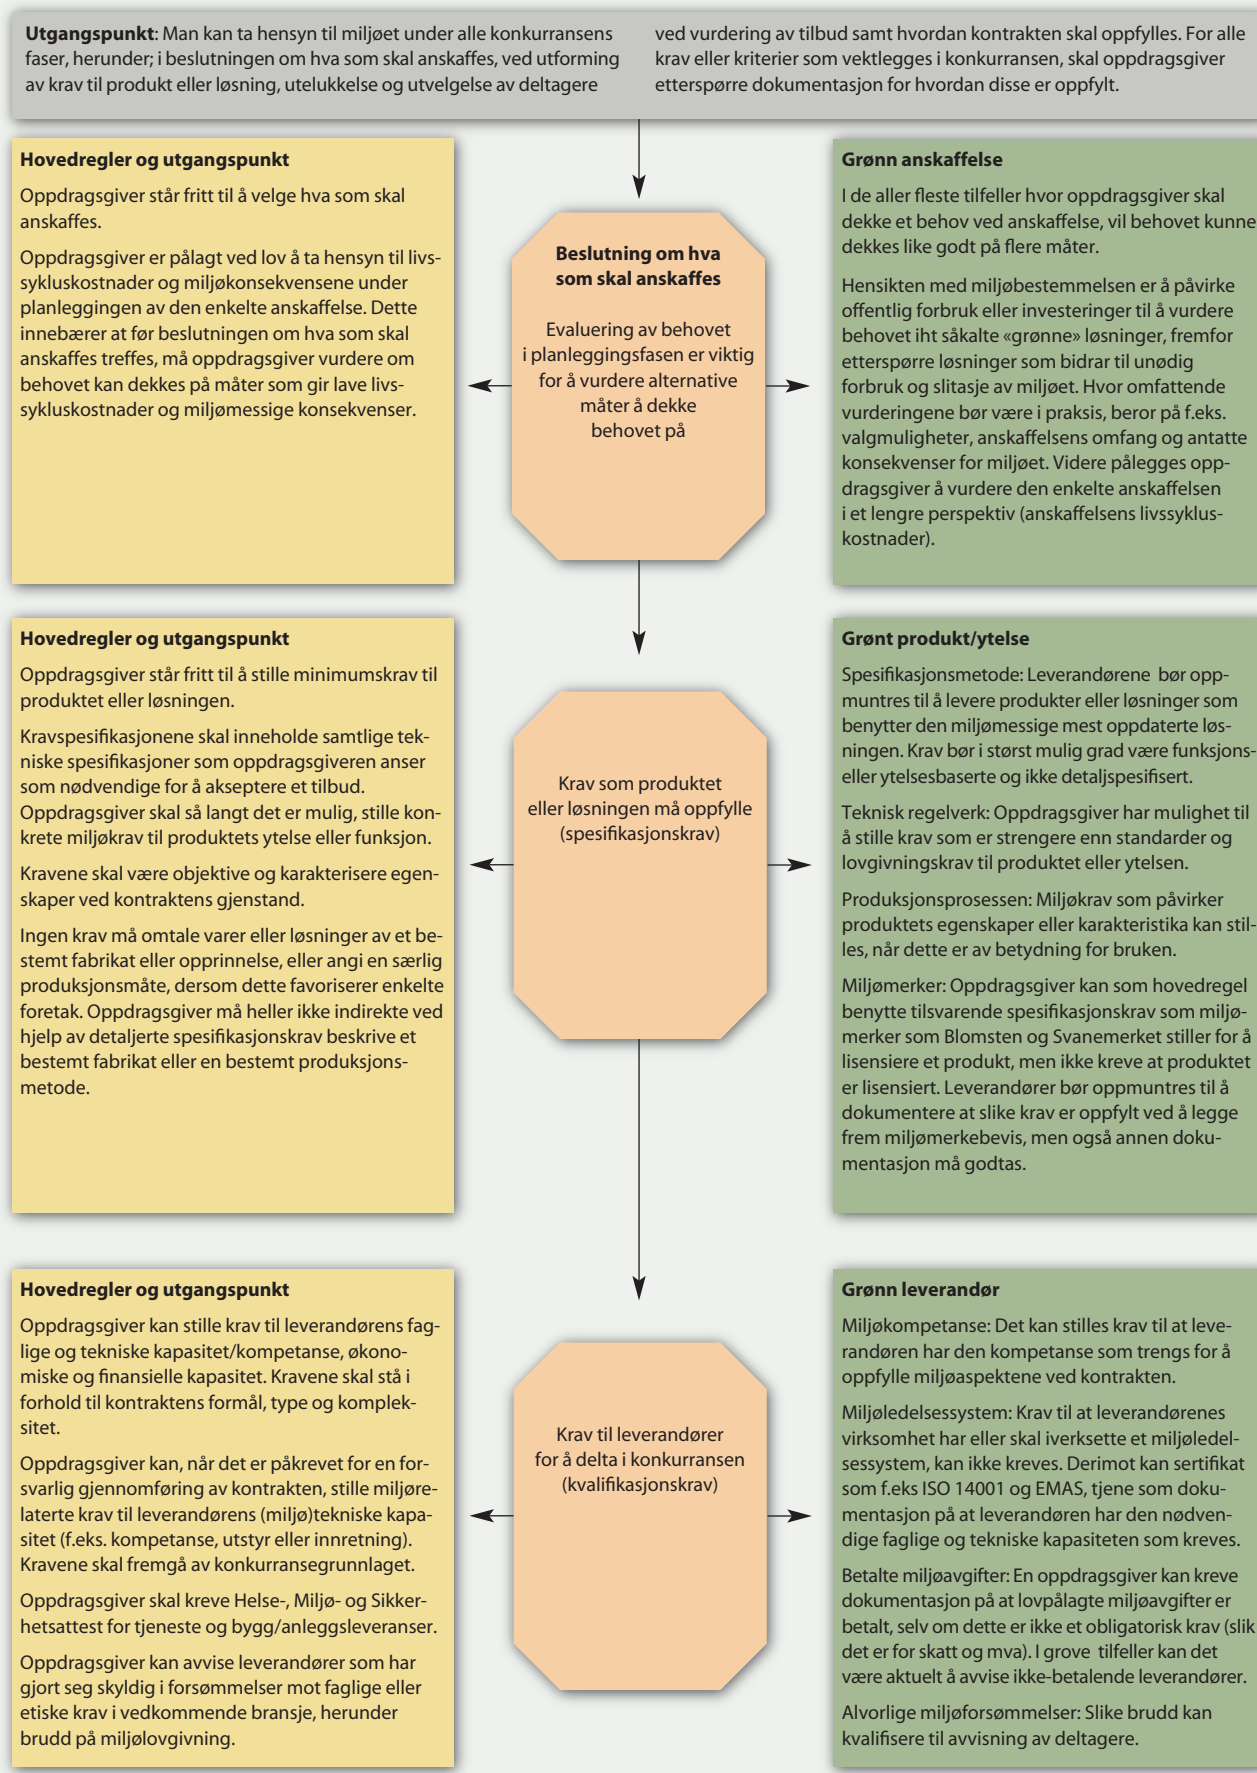 Utgangspunkt: Man kan ta hensyn til miljøet under alle konkurransens
faser, herunder; i beslutningen om hva som skal anskaffes, ved utforming
av krav til produkt eller løsning, utelukkelse og utvelgelse av deltagere
ved vurdering av tilbud samt hvordan kontrakten skal oppfylles. For alle
krav eller kriterier som vektlegges i konkurransen, skal oppdragsgiver
etterspørre dokumentasjon for hvordan disse er oppfylt.
Hovedregler og utgangspunkt
Oppdragsgiver står fritt til å velge hva som skal
anskaffes.
Oppdragsgiver er pålagt ved lov å ta hensyn til livs-
sykluskostnader og miljøkonsekvensene under
planleggingen av den enkelte anskaffelse. Dette
innebærer at før beslutningen om hva som skal
anskaffes treffes, må oppdragsgiver vurdere om
behovet kan dekkes på måter som gir lave livs-
sykluskostnader og miljømessige konsekvenser.
Beslutning om hva
som skal anskaffes
Evaluering av behovet
i planleggingsfasen er viktig
for å vurdere alternative
måter å dekke
behovet på
Grønn anskaffelse
I de aller fleste tilfeller hvor oppdragsgiver skal
dekke et behov ved anskaffelse, vil behovet kunne
dekkes like godt på flere måter.
Hensikten med miljøbestemmelsen er å påvirke
offentlig forbruk eller investeringer til å vurdere
behovet iht såkalte «grønne» løsninger, fremfor
etterspørre løsninger som bidrar til unødig
forbruk og slitasje av miljøet. Hvor omfattende
vurderingene bør være i praksis, beror på f.eks.
valgmuligheter, anskaffelsens omfang og antatte
konsekvenser for miljøet. Videre pålegges opp-
dragsgiver å vurdere den enkelte anskaffelsen
i et lengre perspektiv (anskaffelsens livssyklus-
kostnader).
Hovedregler og utgangspunkt
Oppdragsgiver står fritt til å stille minimumskrav til
produktet eller løsningen.
Kravspesifikasjonene skal inneholde samtlige tek-
niske spesifikasjoner som oppdragsgiveren anser
som nødvendige for å akseptere et tilbud.
Oppdragsgiver skal så langt det er mulig, stille kon-
krete miljøkrav til produktets ytelse eller funksjon.
Kravene skal være objektive og karakterisere egen-
skaper ved kontraktens gjenstand.
Ingen krav må omtale varer eller løsninger av et be-
stemt fabrikat eller opprinnelse, eller angi en særlig
produksjonsmåte, dersom dette favoriserer enkelte
foretak. Oppdragsgiver må heller ikke indirekte ved
hjelp av detaljerte spesifikasjonskrav beskrive et
bestemt fabrikat eller en bestemt produksjons-
metode.
Krav som produktet
eller løsningen må oppfylle
(spesifikasjonskrav)
Grønt produkt/ytelse
Spesifikasjonsmetode: Leverandørene bør opp-
muntres til å levere produkter eller løsninger som
benytter den miljømessige mest oppdaterte løs-
ningen. Krav bør i størst mulig grad være funksjons-
eller ytelsesbaserte og ikke detaljspesifisert.
Teknisk regelverk: Oppdragsgiver har mulighet til
å stille krav som er strengere enn standarder og
lovgivningskrav til produktet eller ytelsen.
Produksjonsprosessen: Miljøkrav som påvirker
produktets egenskaper eller karakteristika kan stil-
les, når dette er av betydning for bruken.
Miljømerker: Oppdragsgiver kan som hovedregel
benytte tilsvarende spesifikasjonskrav som miljø-
merker som Blomsten og Svanemerket stiller for å
lisensiere et produkt, men ikke kreve at produktet
er lisensiert. Leverandører bør oppmuntres til å
dokumentere at slike krav er oppfylt ved å legge
frem miljømerkebevis, men også annen doku-
mentasjon må godtas.
Hovedregler og utgangspunkt
Oppdragsgiver kan stille krav til leverandørens fag-
lige og tekniske kapasitet/kompetanse, økono-
miske og finansielle kapasitet. Kravene skal stå i
forhold til kontraktens formål, type og komplek-
sitet.
Oppdragsgiver kan, når det er påkrevet for en for-
svarlig gjennomføring av kontrakten, stille miljøre-
laterte krav til leverandørens (miljø)tekniske kapa-
sitet (f.eks. kompetanse, utstyr eller innretning).
Kravene skal fremgå av konkurransegrunnlaget.
Oppdragsgiver skal kreve Helse-, Miljø- og Sikker-
hetsattest for tjeneste og bygg/anleggsleveranser.
Oppdragsgiver kan avvise leverandører som har
gjort seg skyldig i forsømmelser mot faglige eller
etiske krav i vedkommende bransje, herunder
brudd på miljølovgivning.
Krav til leverandører
for å delta i konkurransen
(kvalifikasjonskrav)
Grønn leverandør
Miljøkompetanse: Det kan stilles krav til at leve-
randøren har den kompetanse som trengs for å
oppfylle miljøaspektene ved kontrakten.
Miljøledelsessystem: Krav til at leverandørenes
virksomhet har eller skal iverksette et miljøledel-
sessystem, kan ikke kreves. Derimot kan sertifikat
som f.eks ISO 14001 og EMAS, tjene som doku-
mentasjon på at leverandøren har den nødven-
dige faglige og tekniske kapasiteten som kreves.
Betalte miljøavgifter: En oppdragsgiver kan kreve
dokumentasjon på at lovpålagte miljøavgifter er
betalt, selv om dette er ikke et obligatorisk krav (slik
det er for skatt og mva). I grove tilfeller kan det
være aktuelt å avvise ikke-betalende leverandører.
Alvorlige miljøforsømmelser: Slike brudd kan
kvalifisere til avvisning av deltagere.